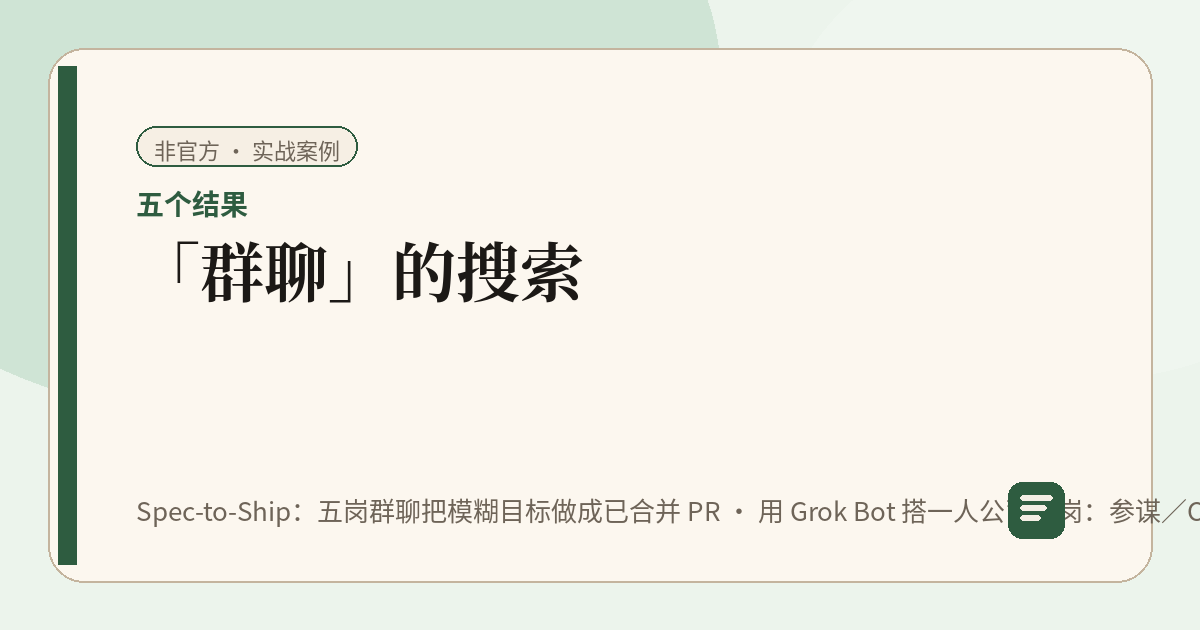 非官方 · 实战案例
五个结果
「群聊」的搜索
Spec-to-Ship：五岗群聊把模糊目标做成已合并 PR · 用 Grok Bot 搭一人公 岗：参谋／